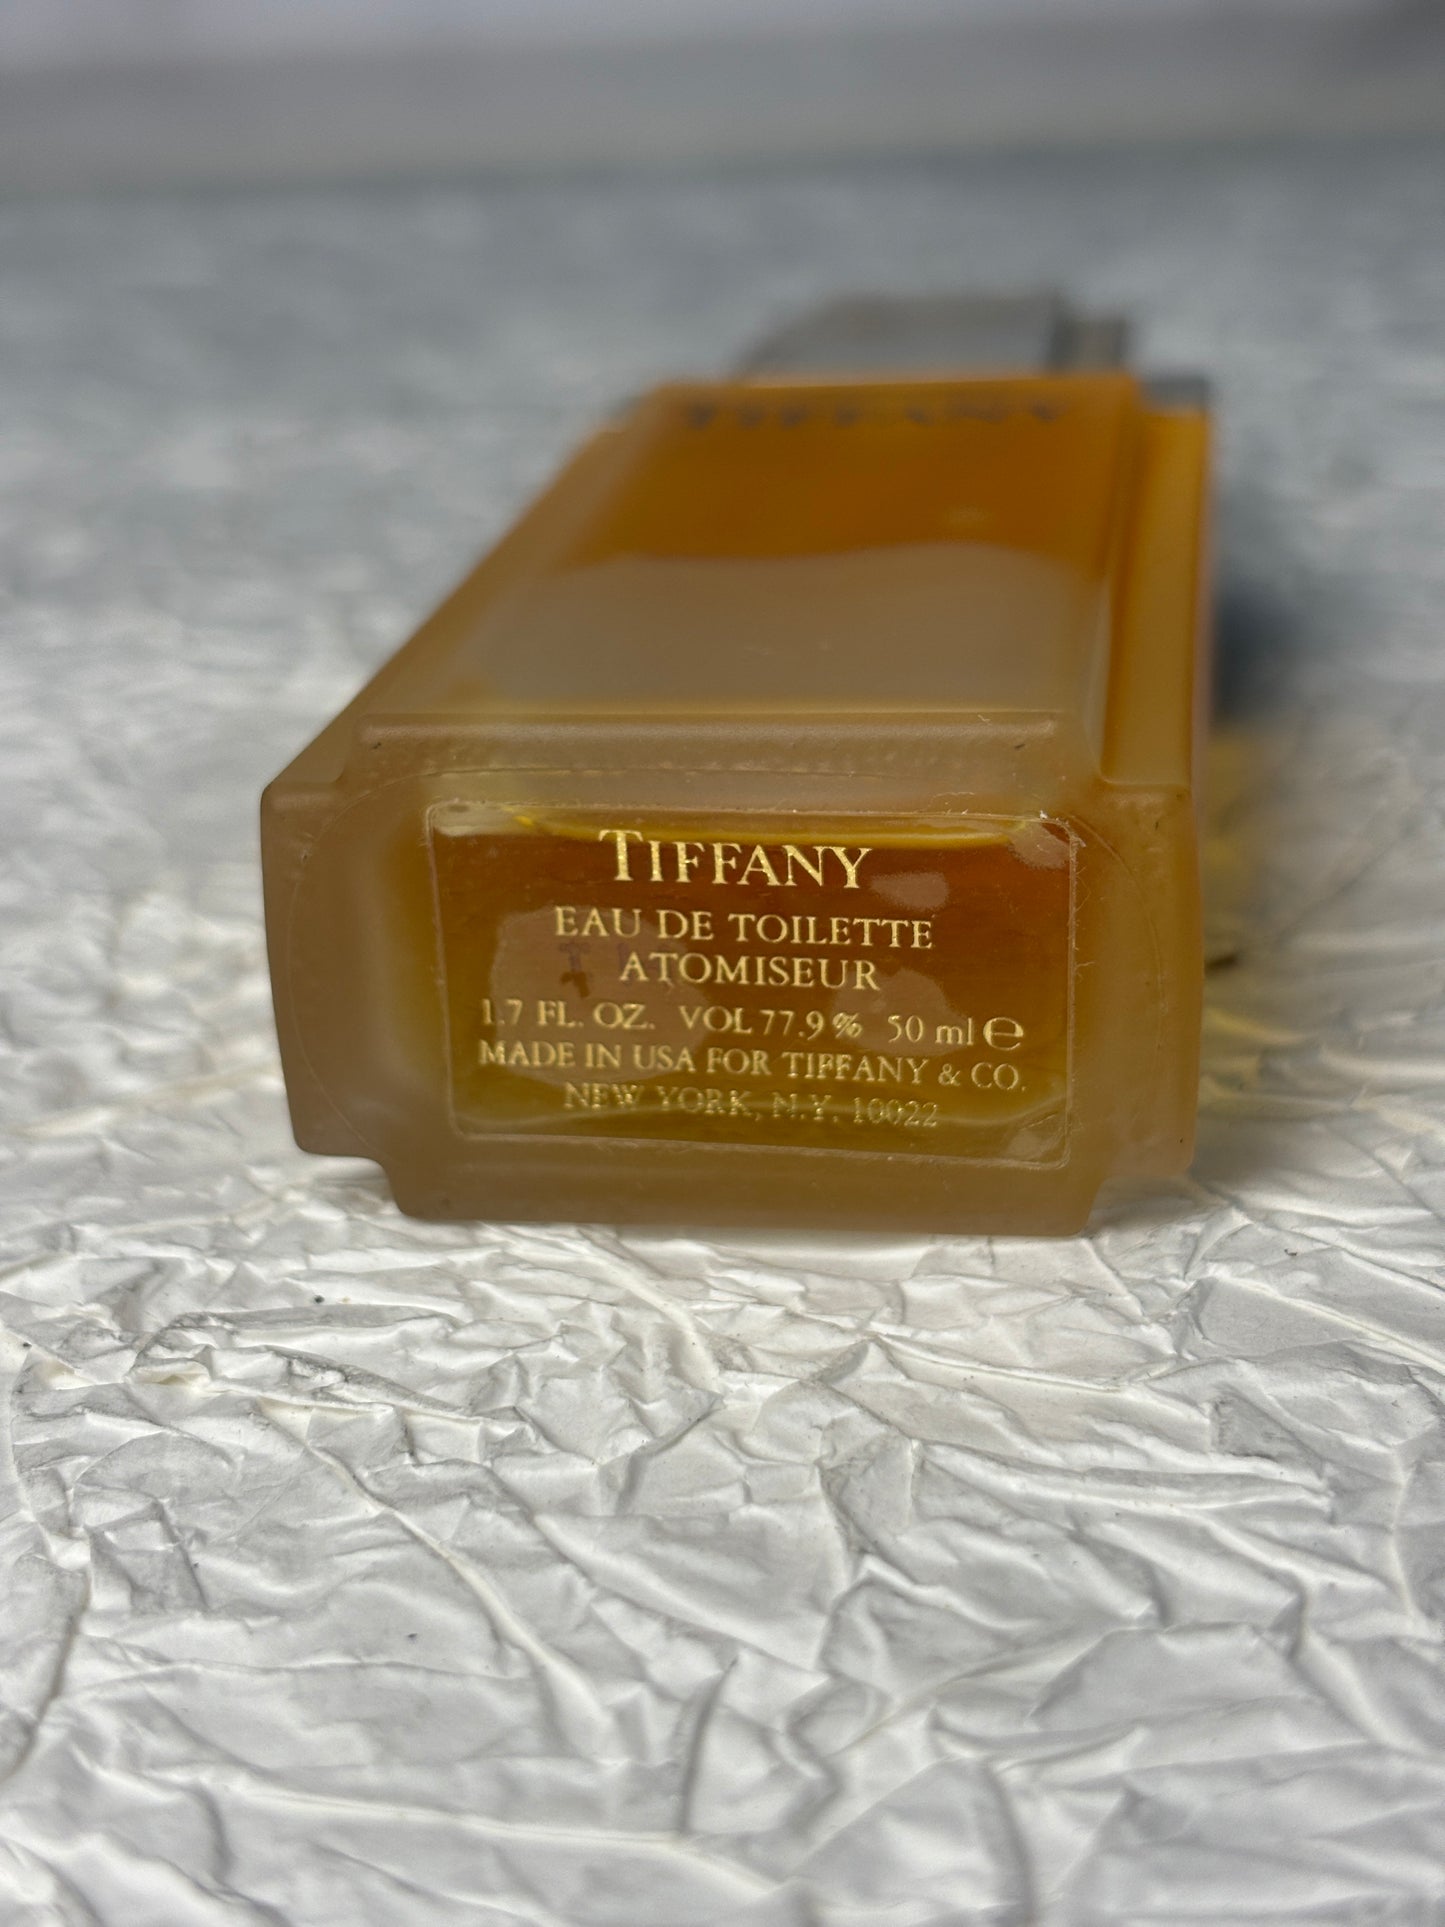 TIFFANY
TIFFANY
EAU DE TOILETTE
ATOMISEUR
1.7 FL. OZ. VOL 77.9% 50 ml ℮
MADE IN USA FOR TIFFANY & CO.
NEW YORK, N.Y. 10022